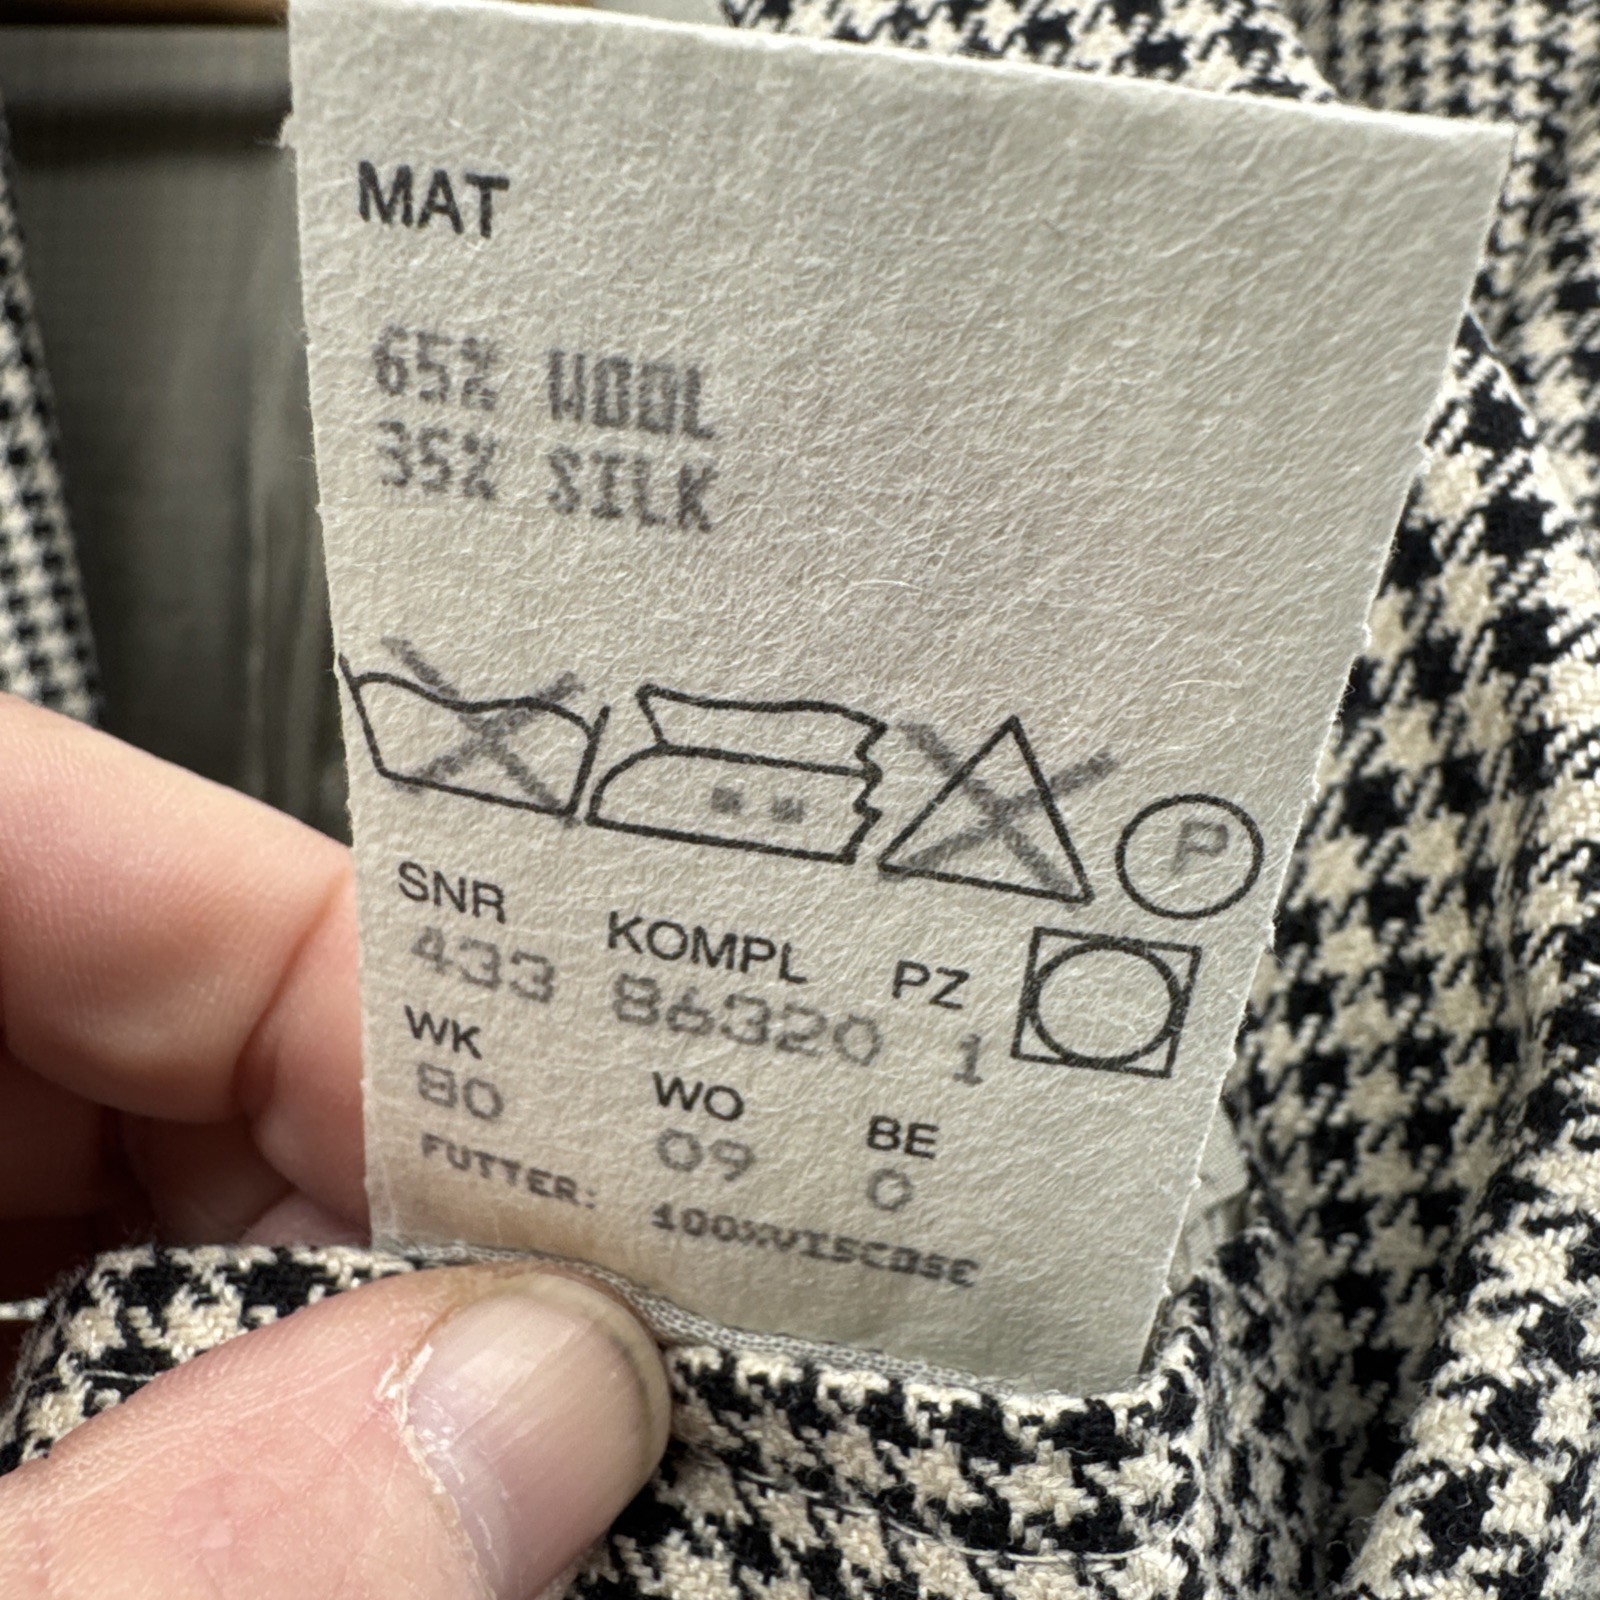 MAT
65% WOOL
35% SILK
P
SNR KOMPL PZ
433 86320 1
WK WO BE
80 09 0
FUTTER: 100%VISCOSE